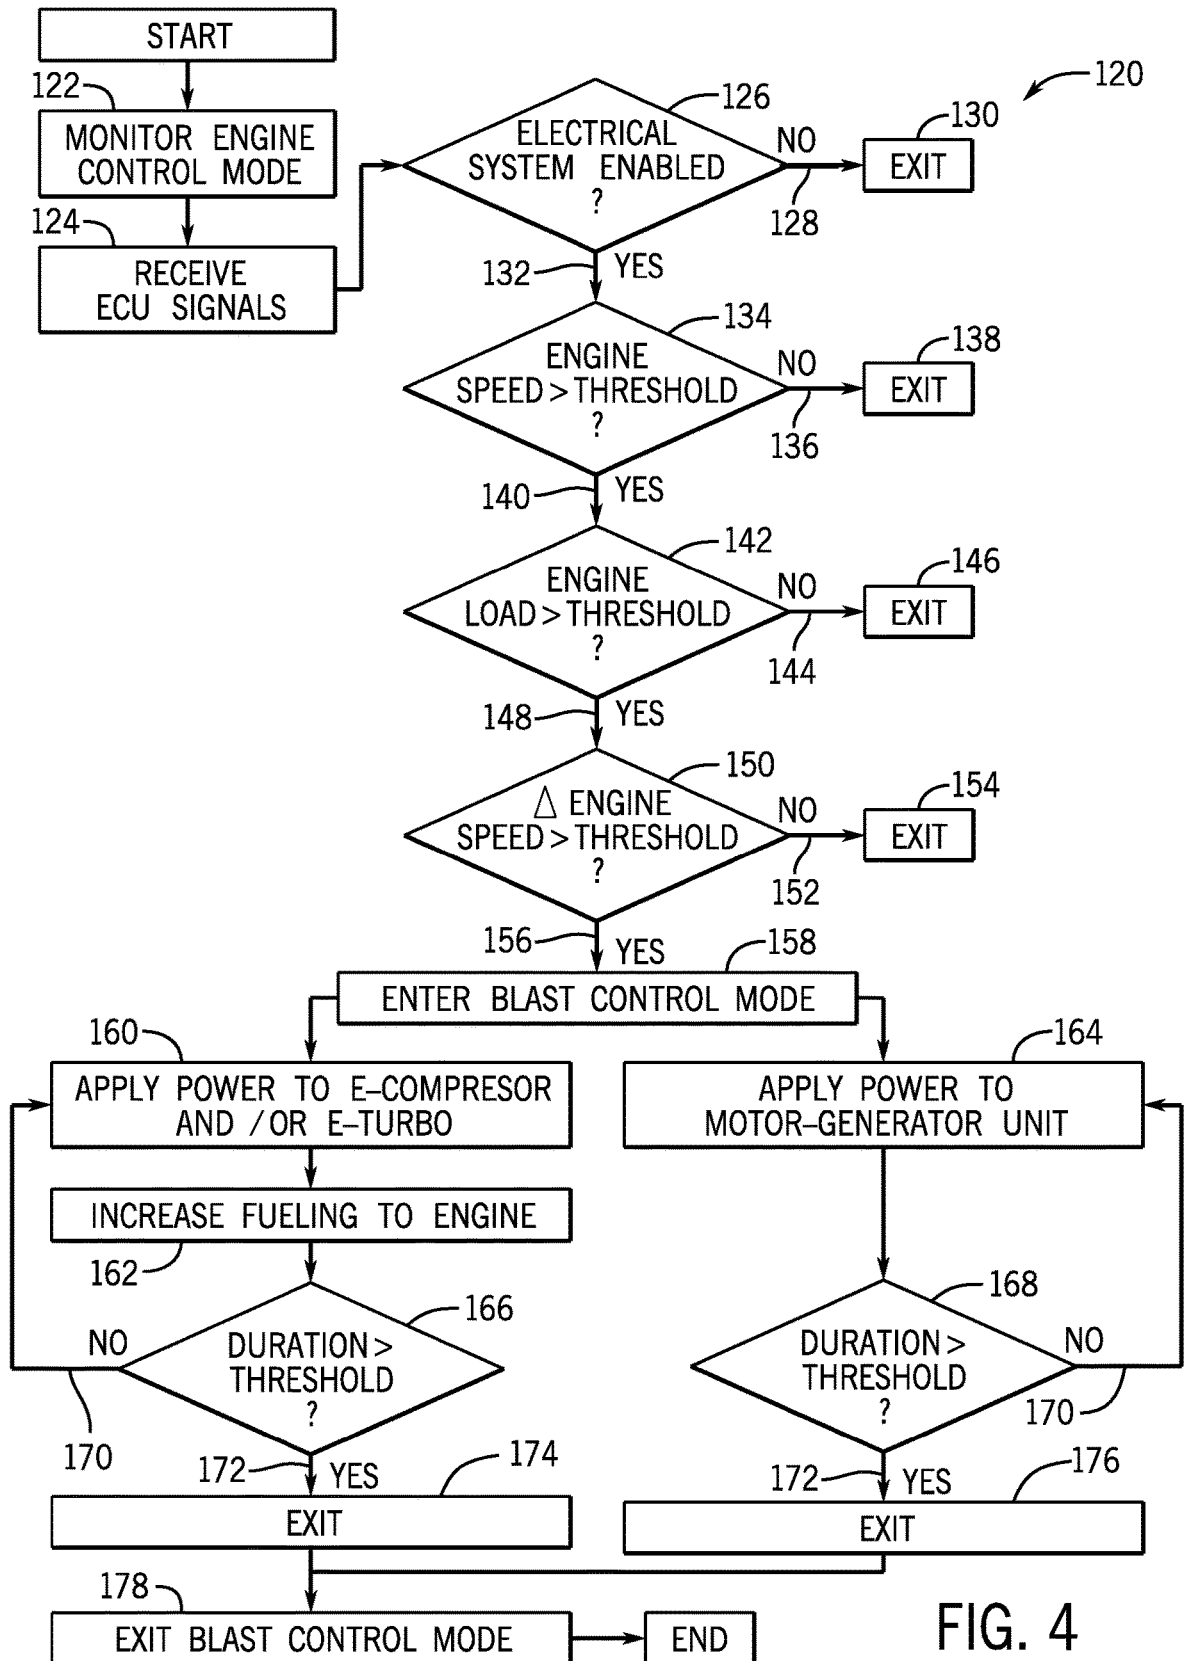 START
122
MONITOR ENGINE
CONTROL MODE
124
RECEIVE
ECU SIGNALS
120
126
ELECTRICAL
SYSTEM ENABLED
?
NO
128
130
EXIT
132
YES
134
ENGINE
SPEED > THRESHOLD
?
NO
136
138
EXIT
140
YES
142
ENGINE
LOAD > THRESHOLD
?
NO
144
146
EXIT
148
YES
150
Δ ENGINE
SPEED > THRESHOLD
?
NO
152
154
EXIT
156
YES
158
ENTER BLAST CONTROL MODE
160
APPLY POWER TO E–COMPRESOR
AND /OR E–TURBO
INCREASE FUELING TO ENGINE
162
166
DURATION >
THRESHOLD
?
NO
170
172
YES
174
EXIT
164
APPLY POWER TO
MOTOR–GENERATOR UNIT
168
DURATION >
THRESHOLD
?
NO
170
172
YES
176
EXIT
178
EXIT BLAST CONTROL MODE
END
FIG. 4